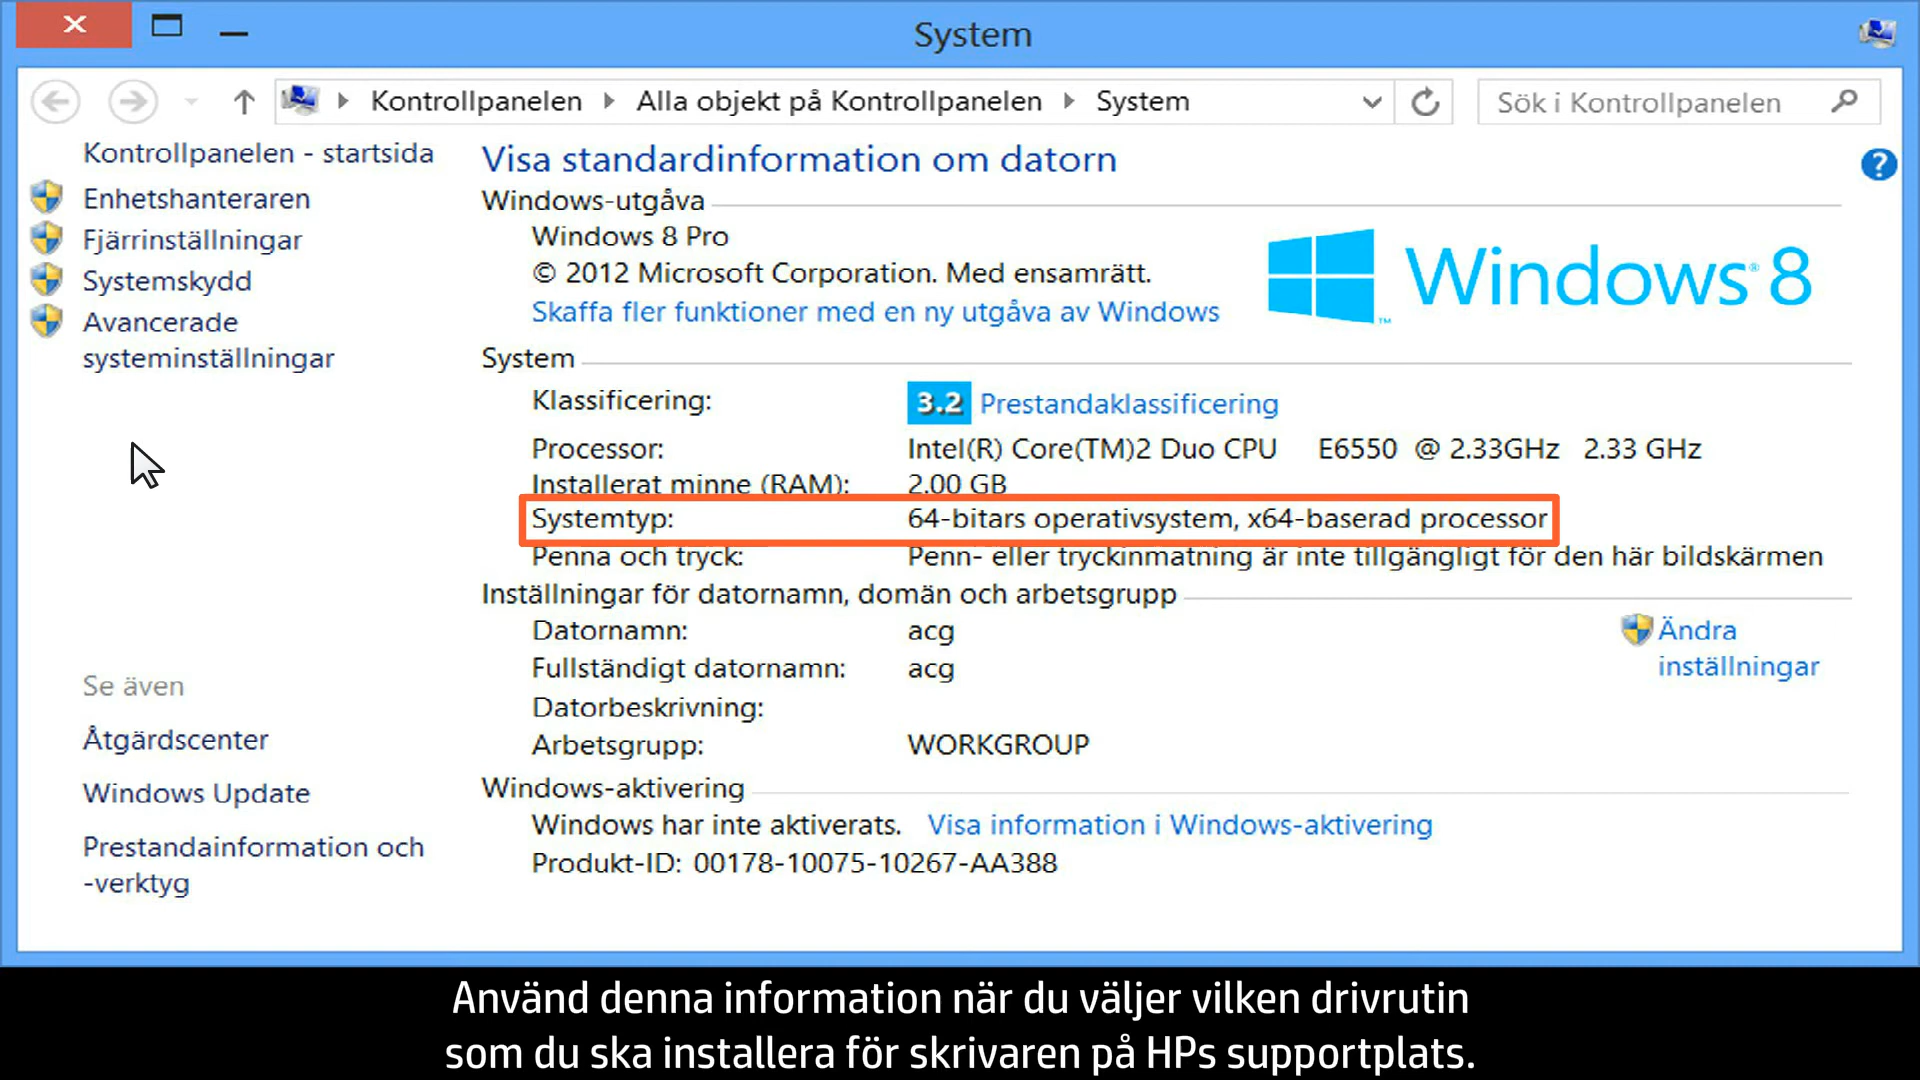 System
Kontrollpanelen Alla objekt på Kontrollpanelen System
Sök i Kontrollpanelen
Kontrollpanelen - startsida
Enhetshanteraren
Fjärrinställningar
Systemskydd
Avancerade
systeminställningar
Se även
Åtgärdscenter
Windows Update
Prestandainformation och
-verktyg
Visa standardinformation om datorn
Windows-utgåva
Windows 8 Pro
© 2012 Microsoft Corporation. Med ensamrätt.
Skaffa fler funktioner med en ny utgåva av Windows
Windows® 8
System
Klassificering: 3.2 Prestandaklassificering
Processor: Intel(R) Core(TM)2 Duo CPU E6550 @ 2.33GHz 2.33 GHz
Installerat minne (RAM): 2.00 GB
Systemtyp: 64-bitars operativsystem, x64-baserad processor
Penna och tryck: Penn- eller tryckinmatning är inte tillgängligt för den här bildskärmen
Inställningar för datornamn, domän och arbetsgrupp
Datornamn: acg
Ändra
inställningar
Fullständigt datornamn: acg
Datorbeskrivning:
Arbetsgrupp: WORKGROUP
Windows-aktivering
Windows har inte aktiverats. Visa information i Windows-aktivering
Produkt-ID: 00178-10075-10267-AA388
Använd denna information när du väljer vilken drivrutin
som du ska installera för skrivaren på HPs supportplats.